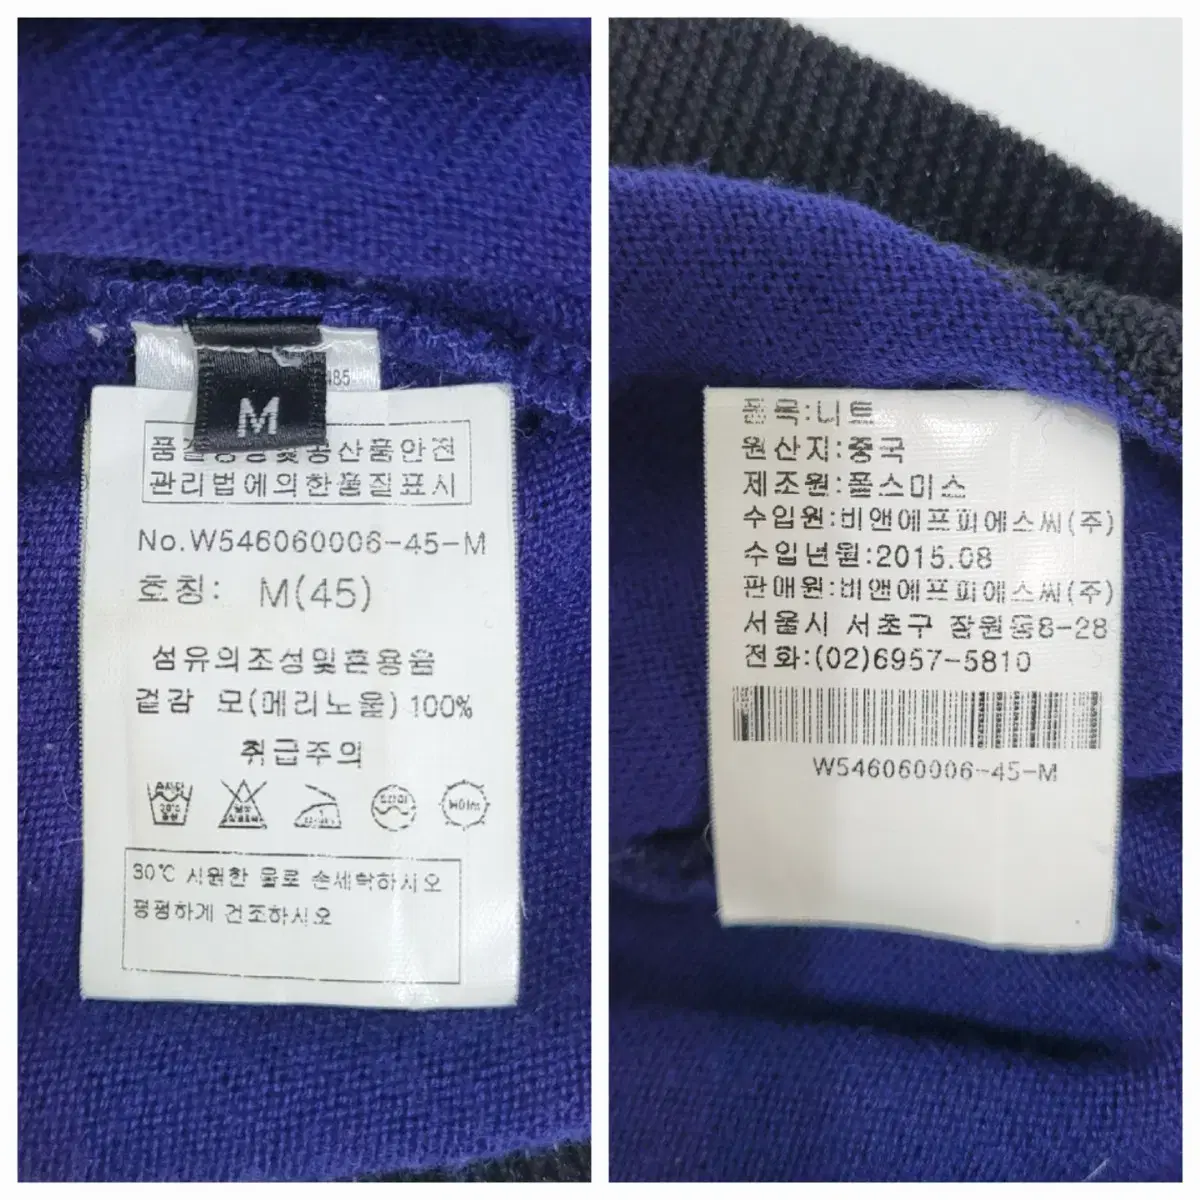 485
M
품질경영및공산품안전
관리법에의한품질표시
No.W546060006-45-M
호칭: M(45)
섬유의조성및혼용율
겉감 모(메리노울) 100%
취급주의
30℃ 시원한 물로 손세탁하시오
평평하게 건조하시오
품목:니트
원산지:중국
제조원:폴스미스
수입원:비앤에프피에스씨(주)
수입년월:2015.08
판매원:비앤에프피에스씨(주)
서울시 서초구 잠원동8-28
전화:(02)6957-5810
W546060006-45-M